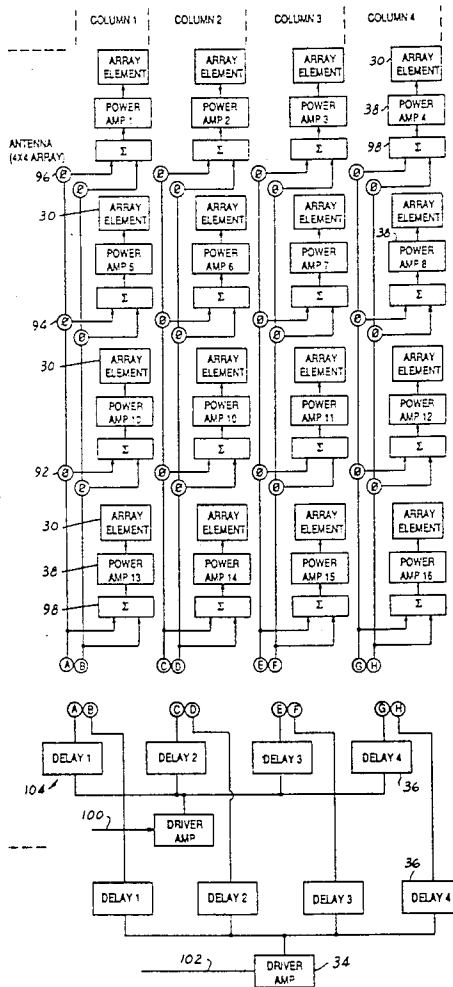 COLUMN 1 COLUMN 2 COLUMN 3 COLUMN 4
ARRAY ELEMENT ARRAY ELEMENT ARRAY ELEMENT 30 ARRAY ELEMENT
POWER AMP 1 POWER AMP 2 POWER AMP 3 38 POWER AMP 4
ANTENNA
(4X4 ARRAY)
Σ Σ Σ 98 Σ
96 Ø Ø Ø Ø
Ø Ø Ø Ø
30 ARRAY ELEMENT ARRAY ELEMENT ARRAY ELEMENT ARRAY ELEMENT
POWER AMP 5 POWER AMP 6 POWER AMP 7 38 POWER AMP 8
Σ Σ Σ Σ
94 Ø Ø Ø Ø
Ø Ø Ø Ø
30 ARRAY ELEMENT ARRAY ELEMENT ARRAY ELEMENT ARRAY ELEMENT
POWER AMP 10 POWER AMP 10 POWER AMP 11 POWER AMP 12
Σ Σ Σ Σ
92 Ø Ø Ø Ø
Ø Ø Ø Ø
30 ARRAY ELEMENT ARRAY ELEMENT ARRAY ELEMENT ARRAY ELEMENT
38 POWER AMP 13 POWER AMP 14 POWER AMP 15 POWER AMP 16
98 Σ Σ Σ Σ
A B C D E F G H
A B C D E F G H
DELAY 1 DELAY 2 DELAY 3 DELAY 4
104 36
100 DRIVER AMP
36
DELAY 1 DELAY 2 DELAY 3 DELAY 4
102 DRIVER AMP 34